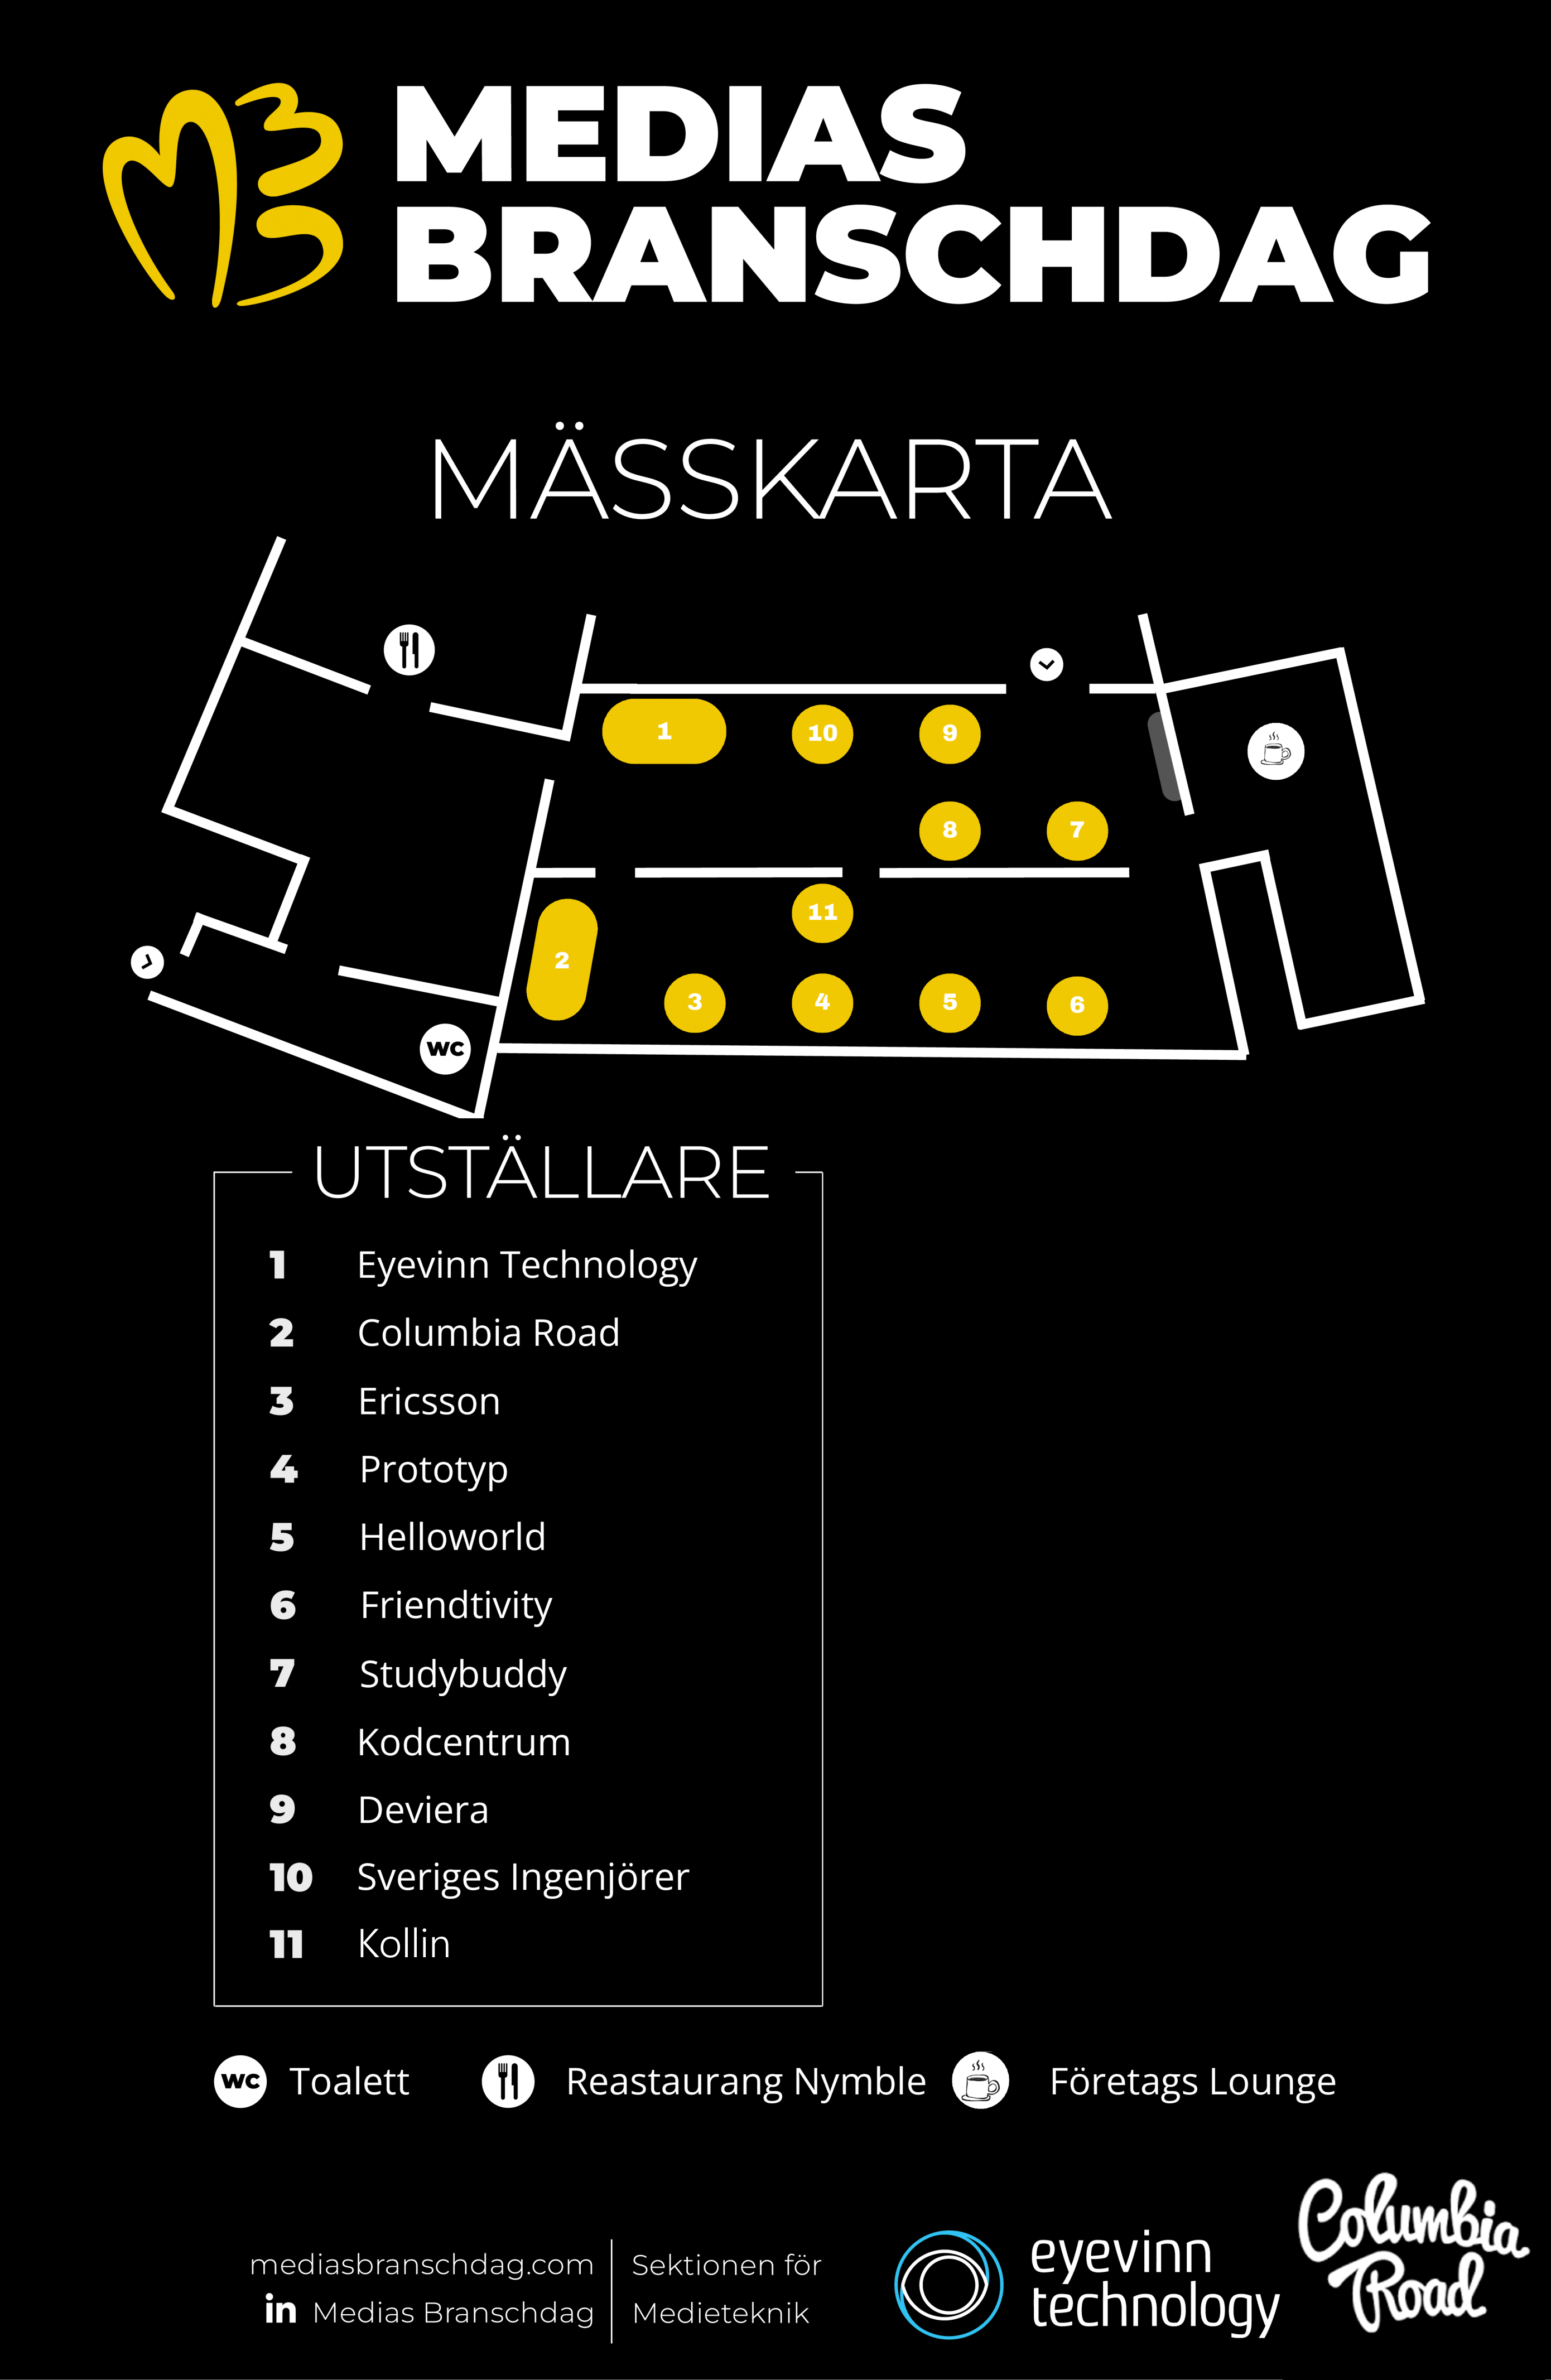 MEDIAS
BRANSCHDAG
MÄSSKARTA
1
10
9
8
7
11
2
3
4
5
6
WC
UTSTÄLLARE
1 Eyevinn Technology
2 Columbia Road
3 Ericsson
4 Prototyp
5 Helloworld
6 Friendtivity
7 Studybuddy
8 Kodcentrum
9 Deviera
10 Sveriges Ingenjörer
11 Kollin
WC Toalett
Reastaurang Nymble
Företags Lounge
mediasbranschdag.com
in Medias Branschdag
Sektionen för
Medieteknik
eyevinn
technology
Columbia
Road